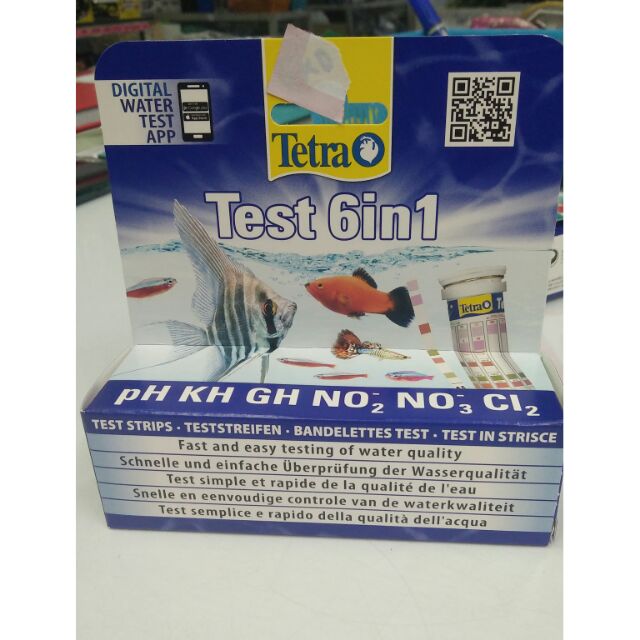 DIGITAL
WATER
TEST
APP
Tetra
Test 6in1
Tetra
pH KH GH NO₂⁻ NO₃⁻ Cl₂
TEST STRIPS · TESTSTREIFEN · BANDELETTES TEST · TEST IN STRISCE
Fast and easy testing of water quality
Schnelle und einfache Überprüfung der Wasserqualität
Test simple et rapide de la qualité de l'eau
Snelle en eenvoudige controle van de waterkwaliteit
Test semplice e rapido della qualità dell'acqua